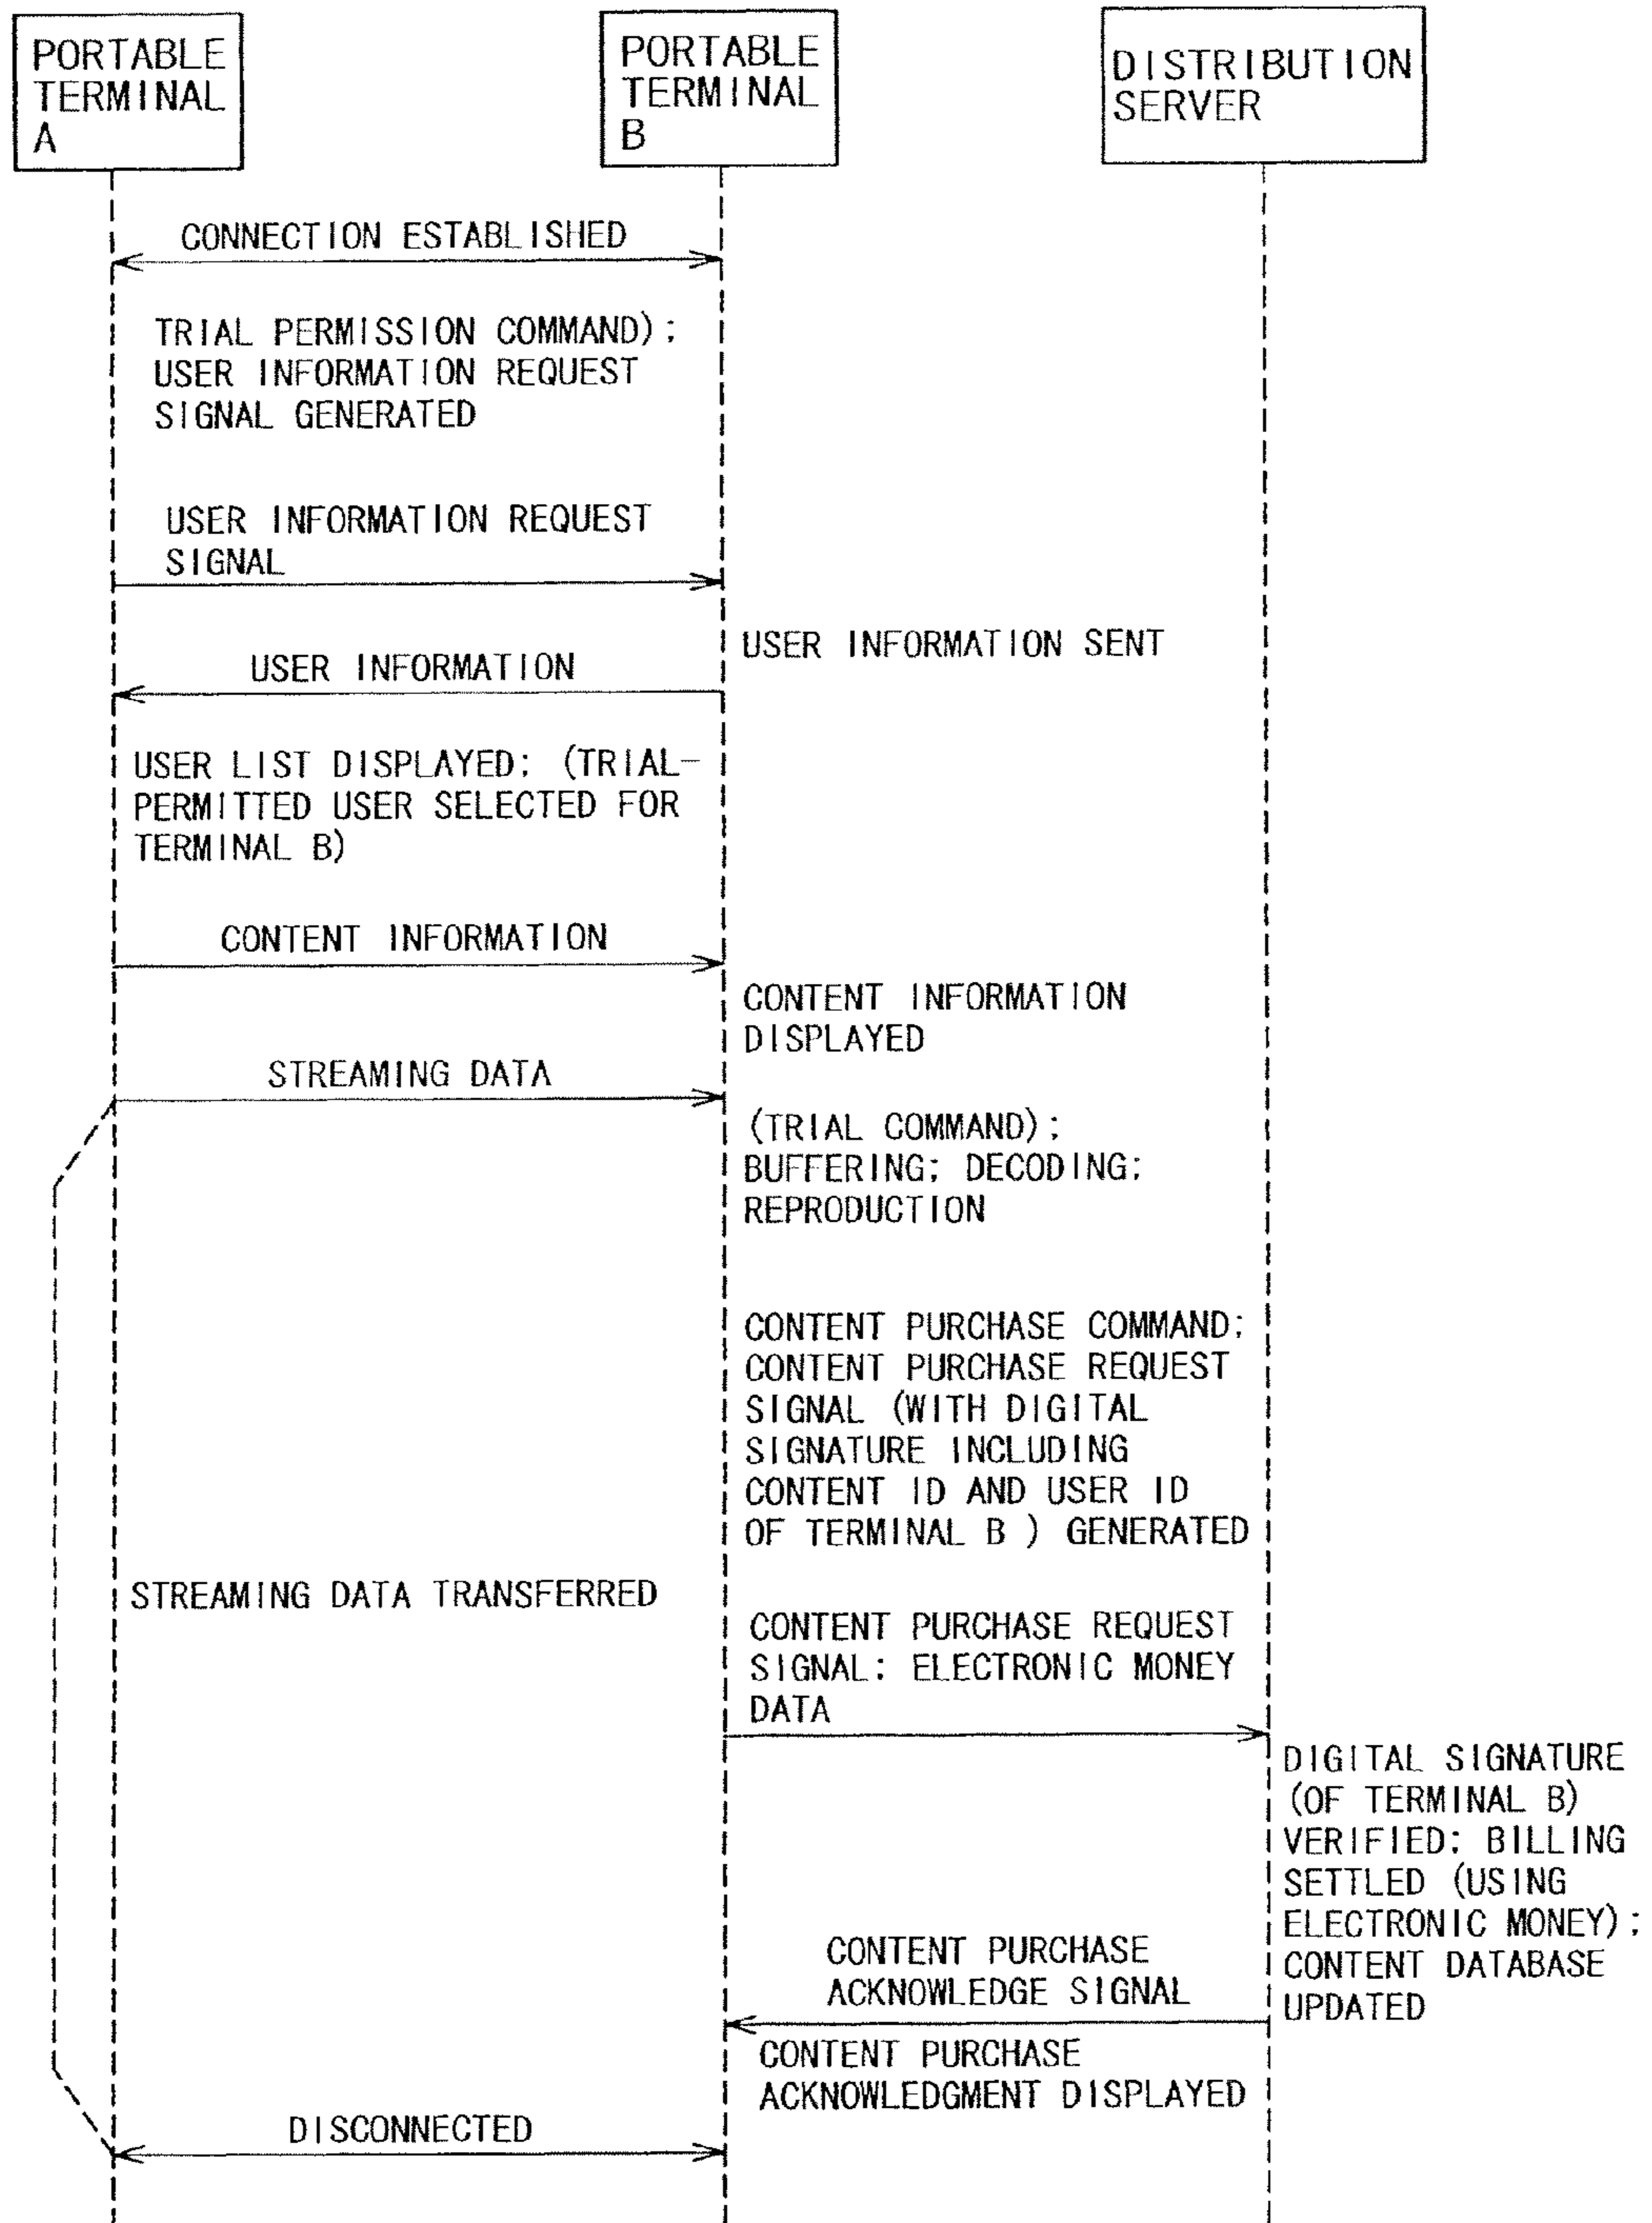 PORTABLE
TERMINAL
A
PORTABLE
TERMINAL
B
DISTRIBUTION
SERVER
CONNECTION ESTABLISHED
TRIAL PERMISSION COMMAND);
USER INFORMATION REQUEST
SIGNAL GENERATED
USER INFORMATION REQUEST
SIGNAL
USER INFORMATION SENT
USER INFORMATION
USER LIST DISPLAYED; (TRIAL-
PERMITTED USER SELECTED FOR
TERMINAL B)
CONTENT INFORMATION
CONTENT INFORMATION
DISPLAYED
STREAMING DATA
(TRIAL COMMAND);
BUFFERING; DECODING;
REPRODUCTION
CONTENT PURCHASE COMMAND;
CONTENT PURCHASE REQUEST
SIGNAL (WITH DIGITAL
SIGNATURE INCLUDING
CONTENT ID AND USER ID
OF TERMINAL B ) GENERATED
STREAMING DATA TRANSFERRED
CONTENT PURCHASE REQUEST
SIGNAL; ELECTRONIC MONEY
DATA
DIGITAL SIGNATURE
(OF TERMINAL B)
VERIFIED; BILLING
SETTLED (USING
ELECTRONIC MONEY);
CONTENT DATABASE
UPDATED
CONTENT PURCHASE
ACKNOWLEDGE SIGNAL
CONTENT PURCHASE
ACKNOWLEDGMENT DISPLAYED
DISCONNECTED